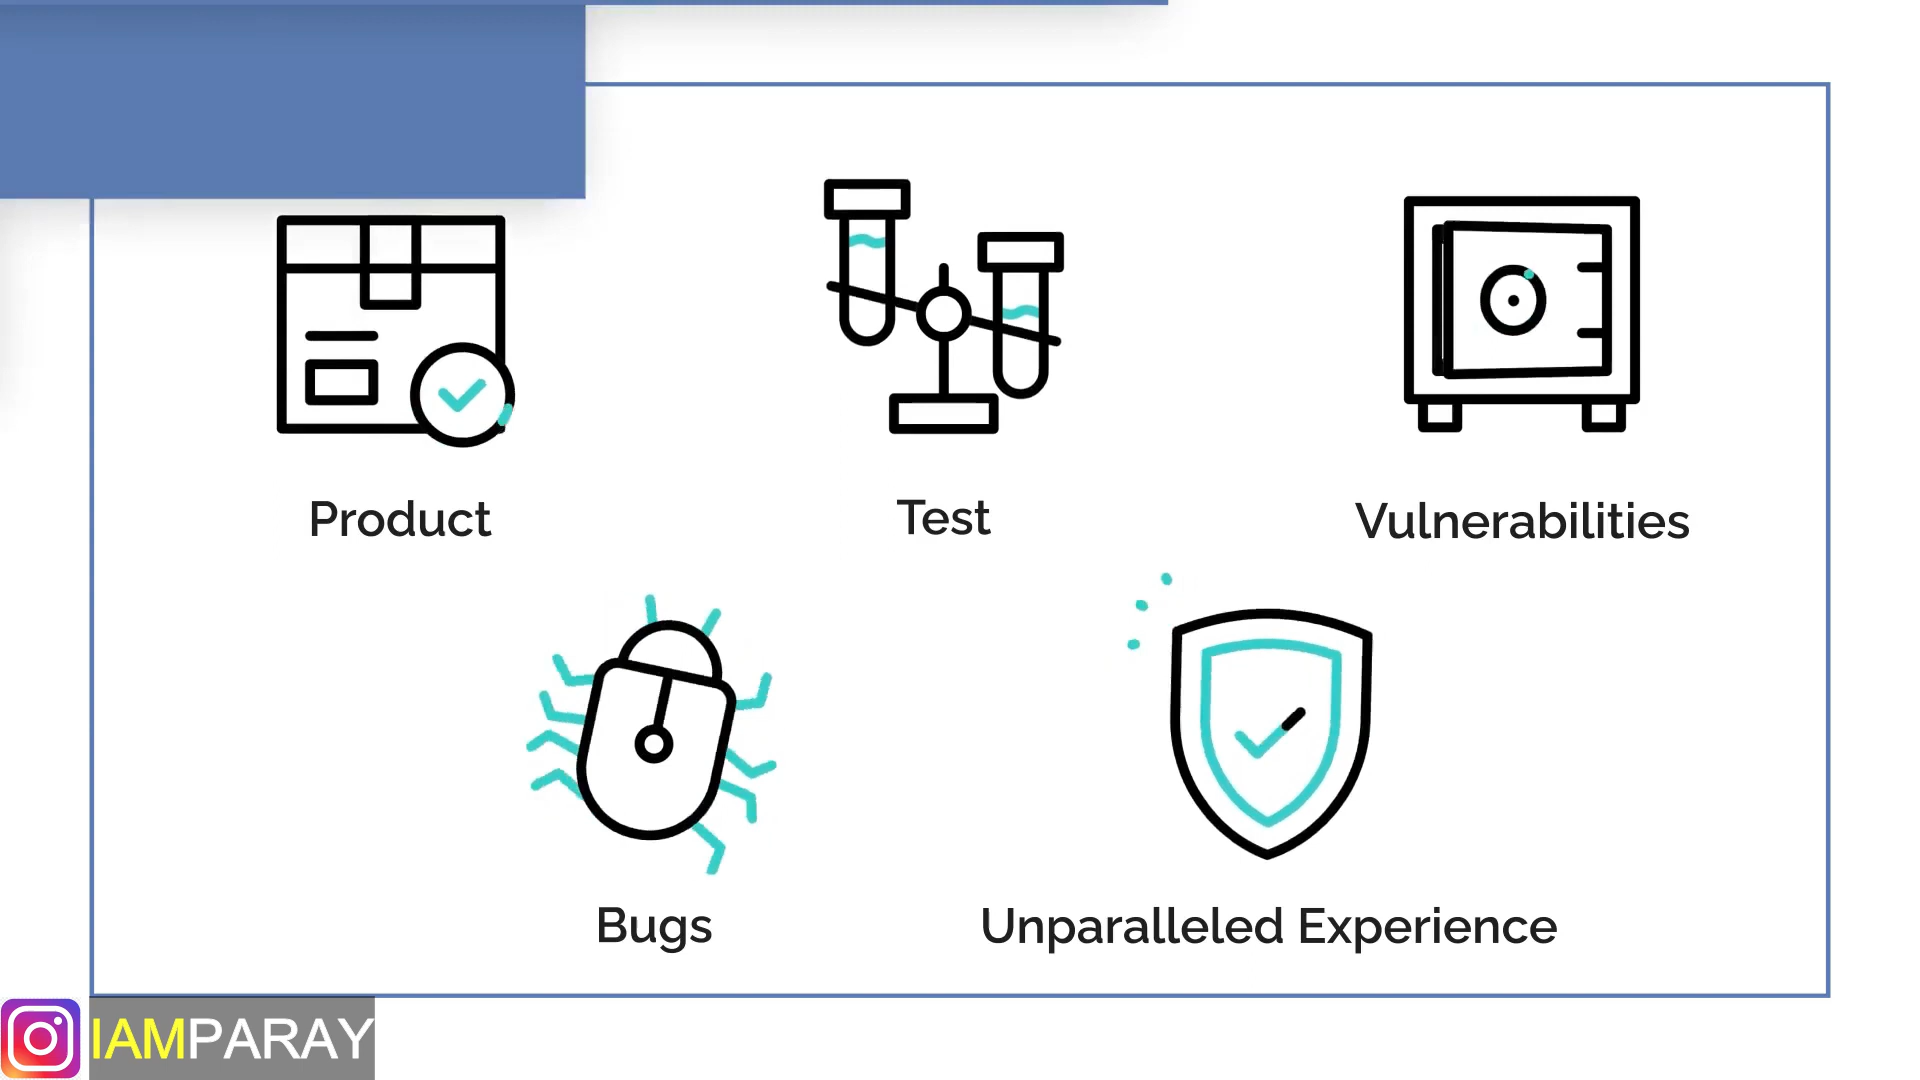 Product
Test
Vulnerabilities
Bugs
Unparalleled Experience
IAMPARAY